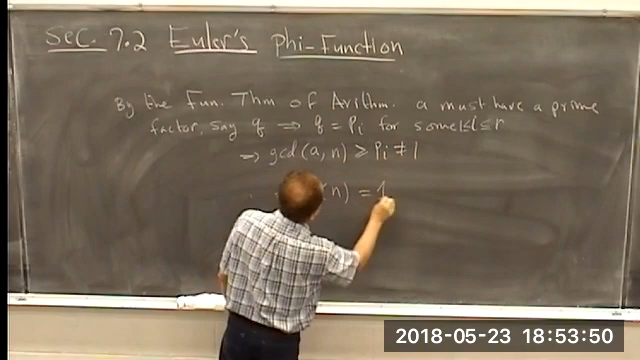 Sec. 7.2 Euler's phi-Function
By the Fun. Thm of Arithm. a must have a prime
factor, say q ⇒ q = Pi for some 1≤i≤r
⇒ gcd(a, n) ≥ Pi ≠ 1
n) = 1
2018-05-23 18:53:50